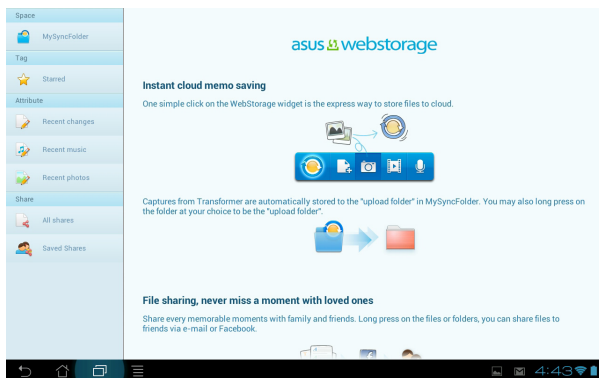 Space
MySyncFolder
Tag
Starred
Attribute
Recent changes
Recent music
Recent photos
Share
All shares
Saved Shares
asus webstorage
Instant cloud memo saving
One simple click on the WebStorage widget is the express way to store files to cloud.
Captures from Transformer are automatically stored to the "upload folder" in MySyncFolder. You may also long press on
the folder at your choice to be the "upload folder".
File sharing, never miss a moment with loved ones
Share every memorable moments with family and friends. Long press on the files or folders, you can share files to
friends via e-mail or Facebook.
4:43